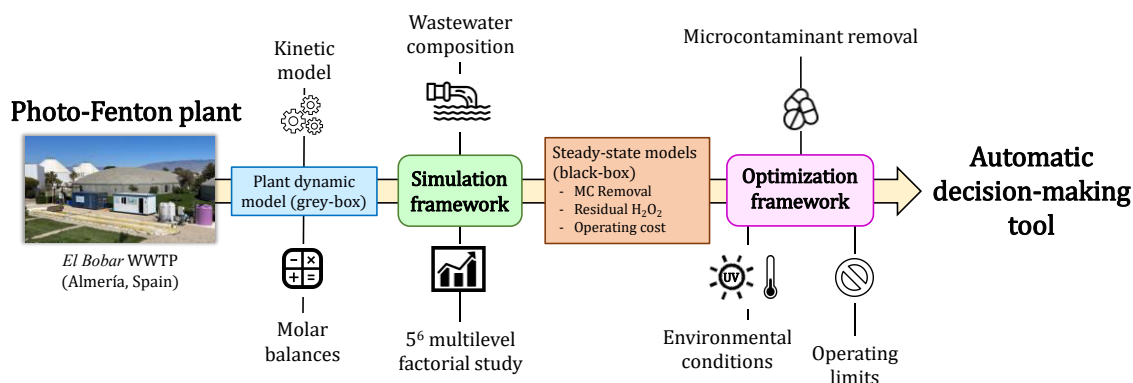 Photo-Fenton plant
El Bobar WWTP
(Almería, Spain)
Kinetic
model
Plant dynamic
model (grey-box)
Molar
balances
Wastewater
composition
Simulation
framework
5⁶ multilevel
factorial study
Steady-state models
(black-box)
- MC Removal
- Residual H₂O₂
- Operating cost
Microcontaminant removal
Optimization
framework
UV
Environmental
conditions
Operating
limits
Automatic
decision-making
tool